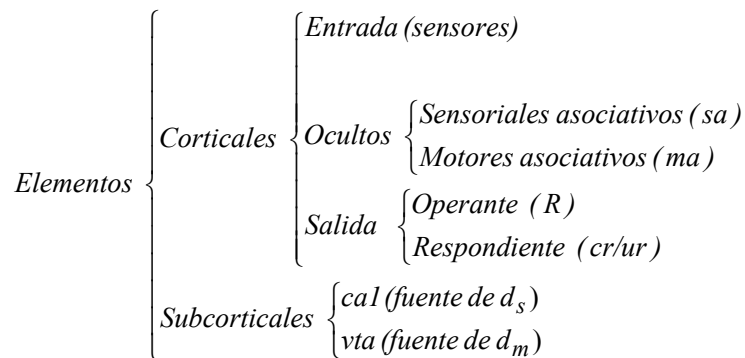 Entrada (sensores)
Sensoriales asociativos (sa)
Corticales Ocultos
Motores asociativos (ma)
Elementos
Operante (R)
Salida
Respondiente (cr/ur)
ca1 (fuente de d_s)
Subcorticales
vta (fuente de d_m)